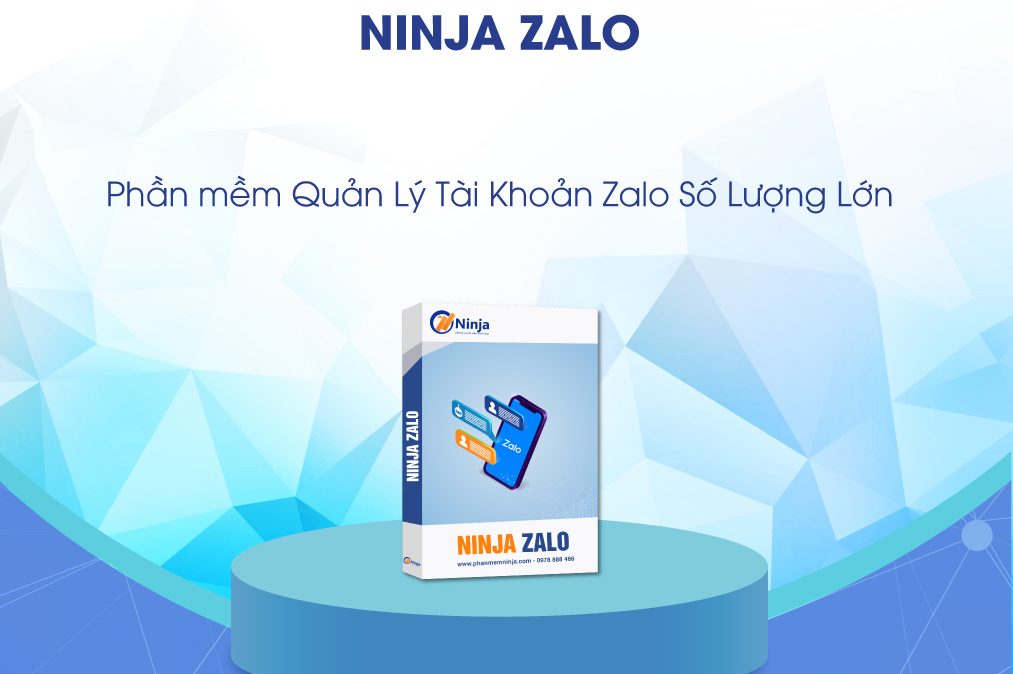 NINJA ZALO
Phần mềm Quản Lý Tài Khoản Zalo Số Lượng Lớn
Ninja
NINJA ZALO
Zalo
NINJA ZALO
www.phanmemninja.com - 0978 888 466